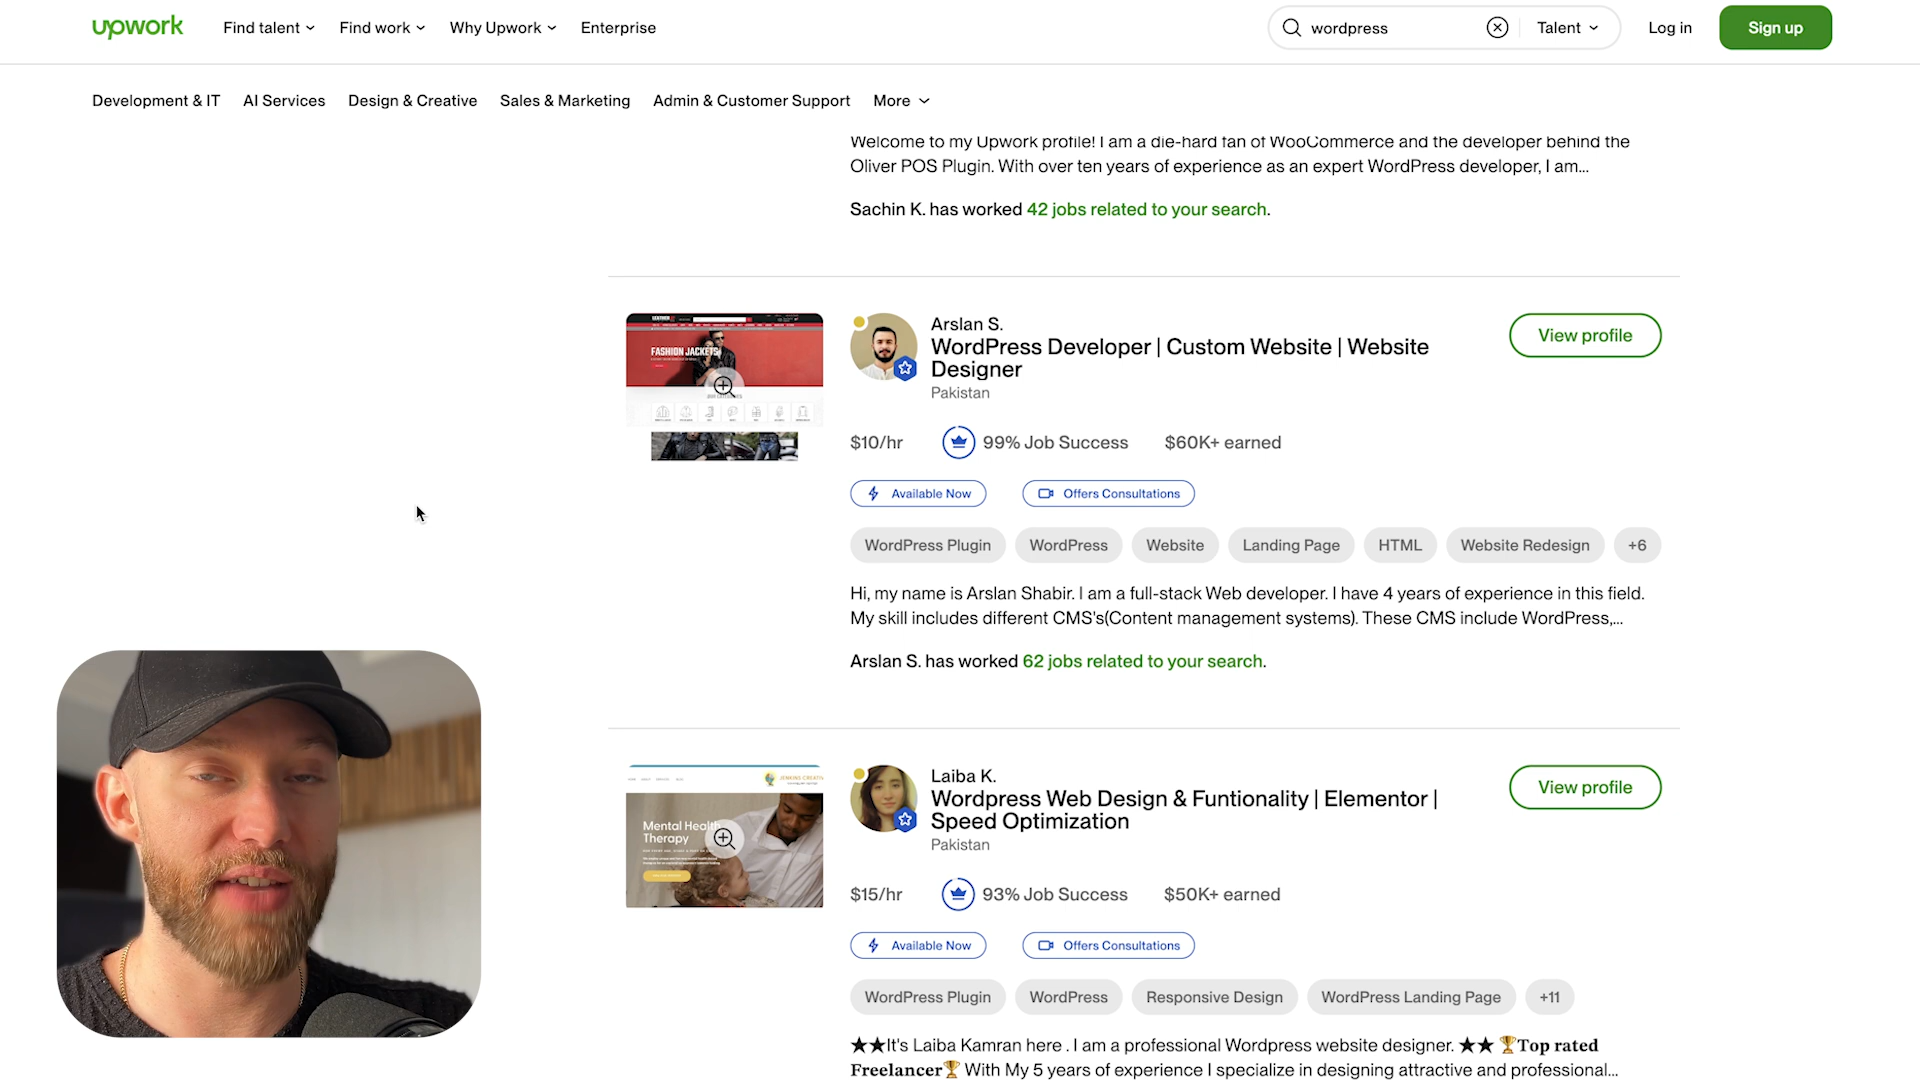 upwork
Find talent
Find work
Why Upwork
Enterprise
wordpress
Talent
Log in
Sign up
Development & IT
AI Services
Design & Creative
Sales & Marketing
Admin & Customer Support
More
Welcome to my Upwork profile! I am a die-hard fan of WooCommerce and the developer behind the
Oliver POS Plugin. With over ten years of experience as an expert WordPress developer, I am...
Sachin K. has worked 42 jobs related to your search.
FASHION JACKETS
Arslan S.
WordPress Developer | Custom Website | Website
Designer
Pakistan
View profile
$10/hr
99% Job Success
$60K+ earned
Available Now
Offers Consultations
WordPress Plugin
WordPress
Website
Landing Page
HTML
Website Redesign
+6
Hi, my name is Arslan Shabir. I am a full-stack Web developer. I have 4 years of experience in this field.
My skill includes different CMS's(Content management systems). These CMS include WordPress,...
Arslan S. has worked 62 jobs related to your search.
Mental Health
Therapy
Laiba K.
Wordpress Web Design & Funtionality | Elementor |
Speed Optimization
Pakistan
View profile
$15/hr
93% Job Success
$50K+ earned
Available Now
Offers Consultations
WordPress Plugin
WordPress
Responsive Design
WordPress Landing Page
+11
★★It's Laiba Kamran here . I am a professional Wordpress website designer. ★★ 🏆Top rated
Freelancer🏆 With My 5 years of experience I specialize in designing attractive and professional...